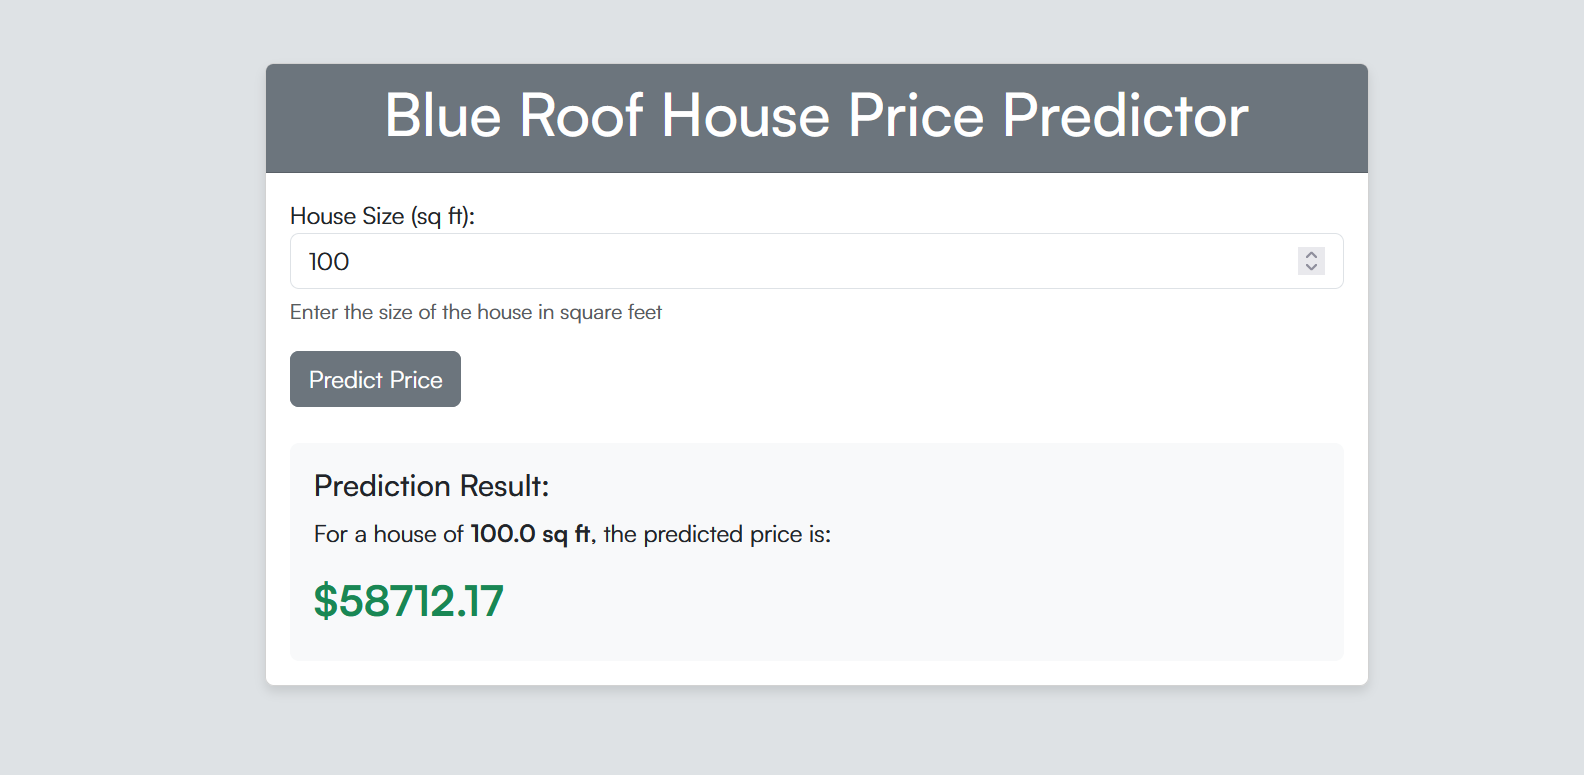 Blue Roof House Price Predictor
House Size (sq ft):
100
Enter the size of the house in square feet
Predict Price
Prediction Result:
For a house of 100.0 sq ft, the predicted price is:
$58712.17